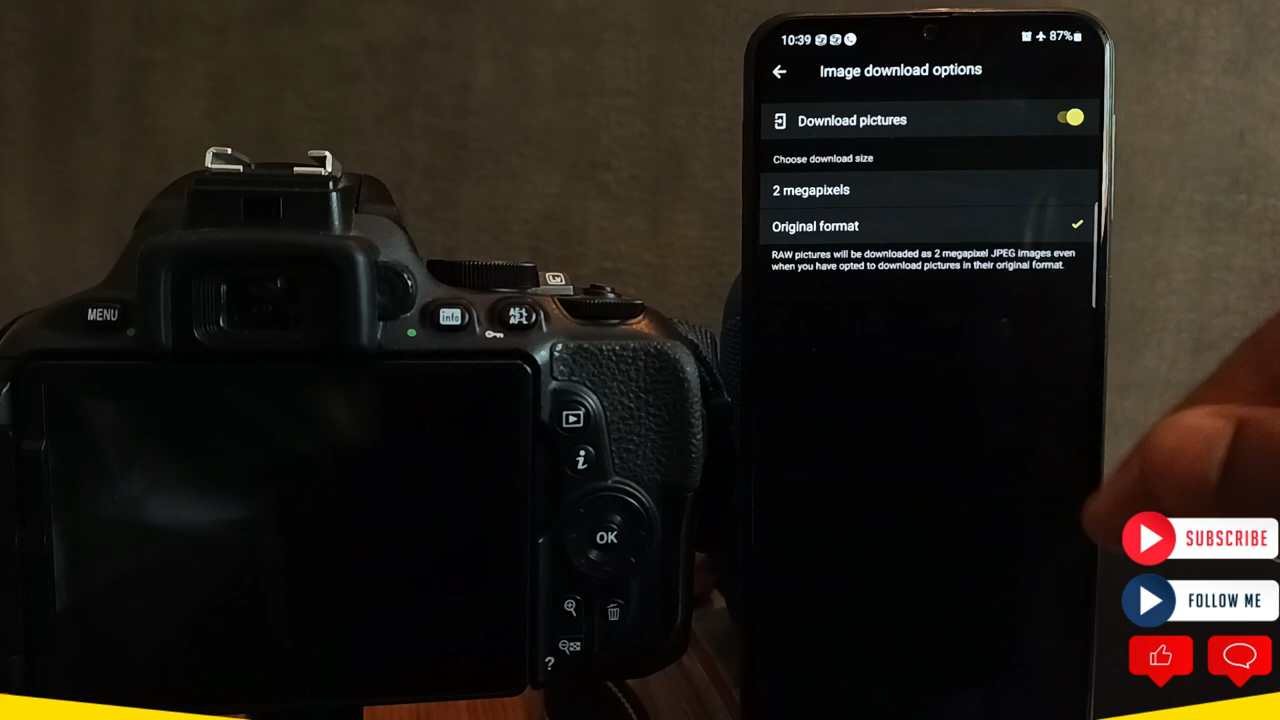 10:39
87%
Image download options
Download pictures
Choose download size
2 megapixels
Original format
RAW pictures will be downloaded as 2 megapixel JPEG images even
when you have opted to download pictures in their original format.
Lv
MENU
info
AE-L
AF-L
i
OK
?
SUBSCRIBE
FOLLOW ME